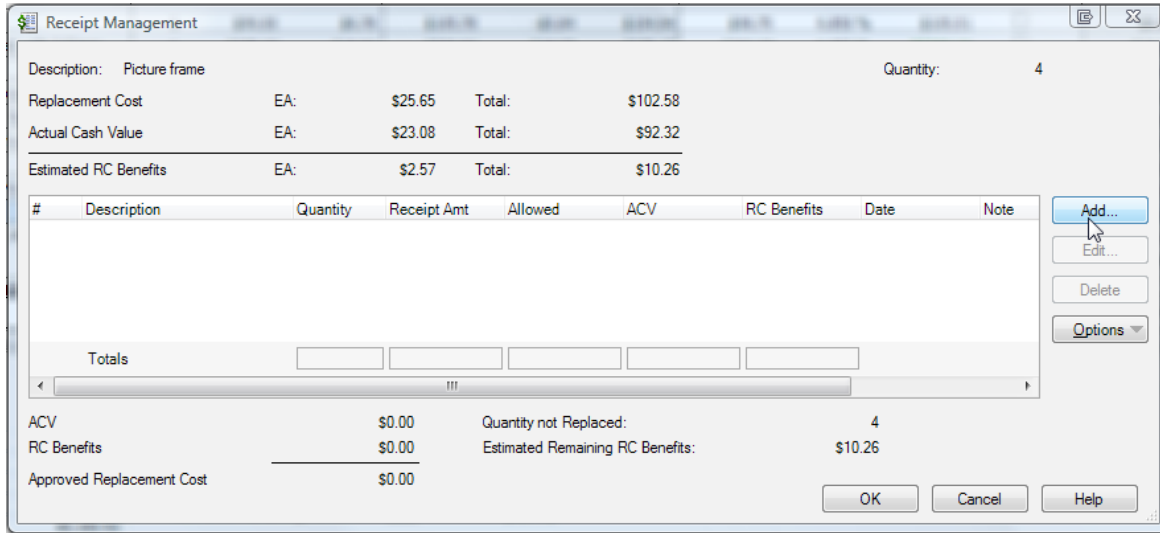 Receipt Management
Description: Picture frame Quantity: 4
Replacement Cost EA: $25.65 Total: $102.58
Actual Cash Value EA: $23.08 Total: $92.32
Estimated RC Benefits EA: $2.57 Total: $10.26
# Description Quantity Receipt Amt Allowed ACV RC Benefits Date Note
Add...
Edit...
Delete
Options
Totals
ACV $0.00 Quantity not Replaced: 4
RC Benefits $0.00 Estimated Remaining RC Benefits: $10.26
Approved Replacement Cost $0.00
OK Cancel Help